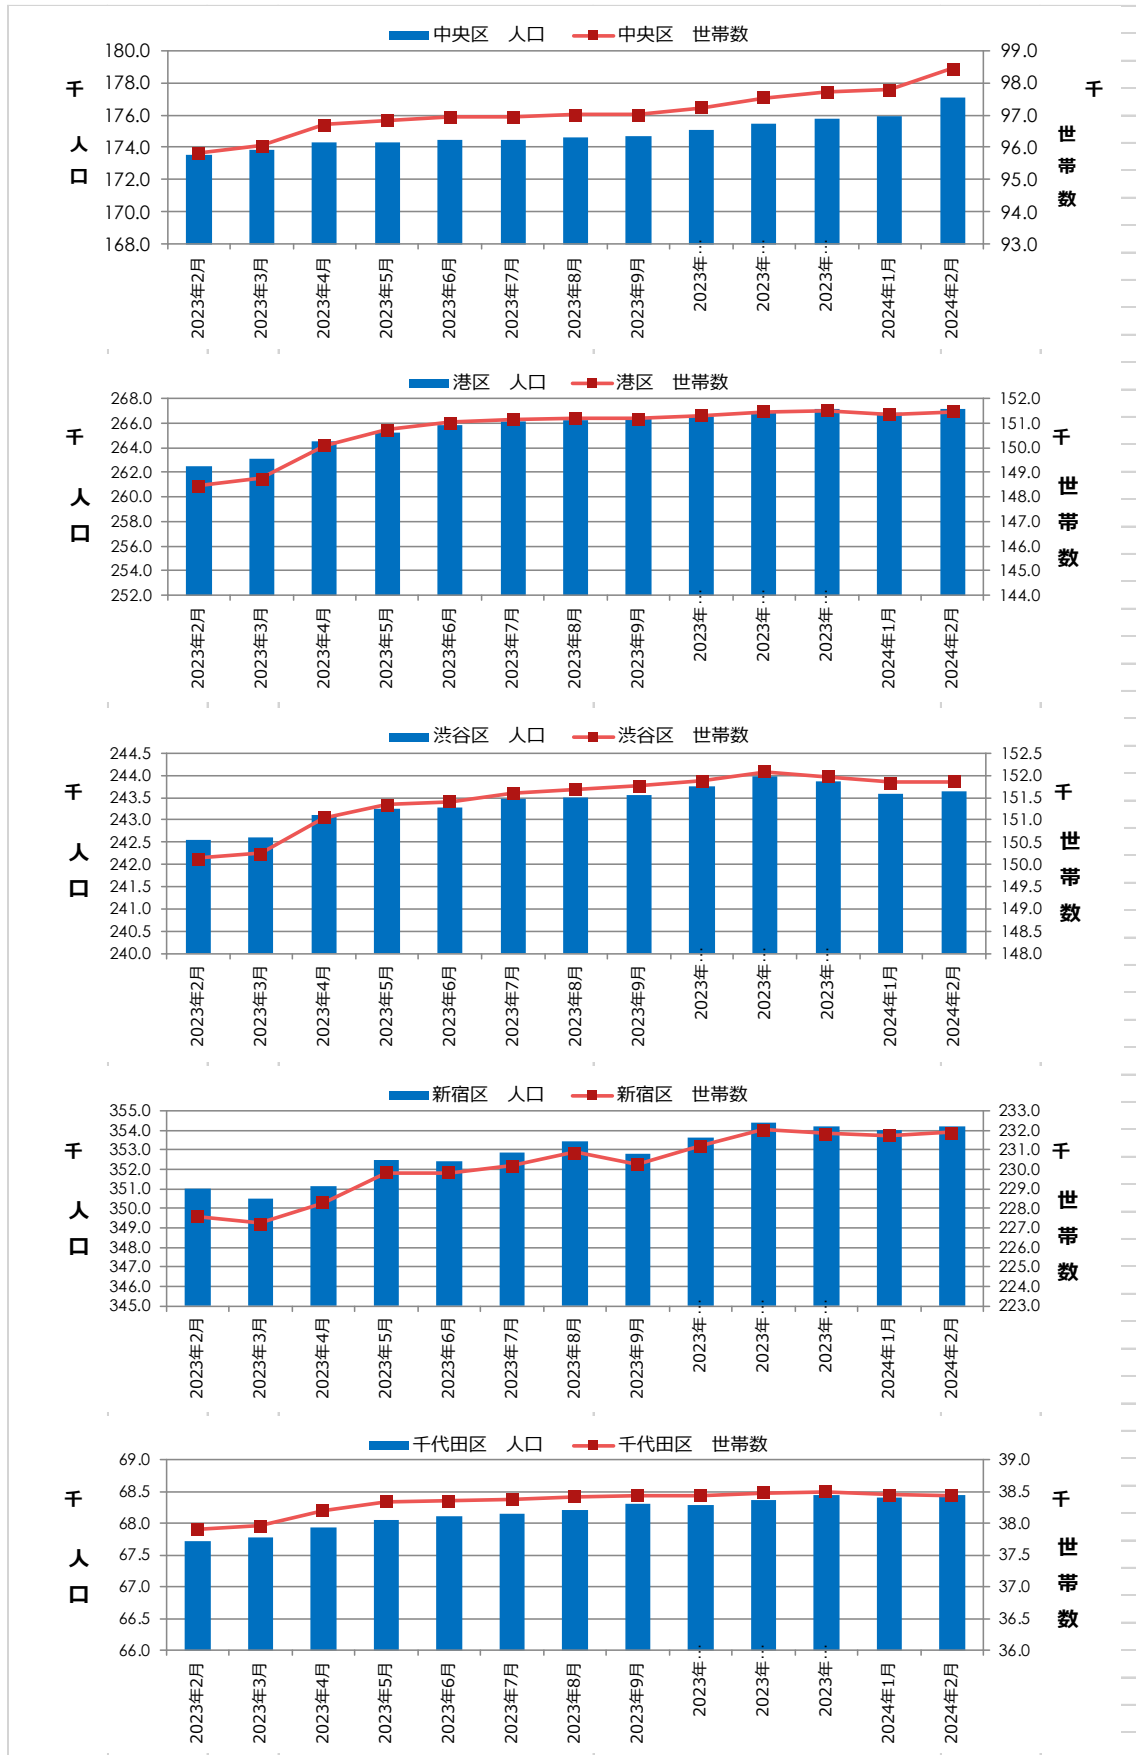 中央区　人口　中央区　世帯数
千
人
口
180.0
178.0
176.0
174.0
172.0
170.0
168.0
99.0
98.0
97.0
96.0
95.0
94.0
93.0
千
世
帯
数
2023年2月
2023年3月
2023年4月
2023年5月
2023年6月
2023年7月
2023年8月
2023年9月
2023年…
2023年…
2023年…
2024年1月
2024年2月
港区　人口　港区　世帯数
千
人
口
268.0
266.0
264.0
262.0
260.0
258.0
256.0
254.0
252.0
152.0
151.0
150.0
149.0
148.0
147.0
146.0
145.0
144.0
千
世
帯
数
2023年2月
2023年3月
2023年4月
2023年5月
2023年6月
2023年7月
2023年8月
2023年9月
2023年…
2023年…
2023年…
2024年1月
2024年2月
渋谷区　人口　渋谷区　世帯数
千
人
口
244.5
244.0
243.5
243.0
242.5
242.0
241.5
241.0
240.5
240.0
152.5
152.0
151.5
151.0
150.5
150.0
149.5
149.0
148.5
148.0
千
世
帯
数
2023年2月
2023年3月
2023年4月
2023年5月
2023年6月
2023年7月
2023年8月
2023年9月
2023年…
2023年…
2023年…
2024年1月
2024年2月
新宿区　人口　新宿区　世帯数
千
人
口
355.0
354.0
353.0
352.0
351.0
350.0
349.0
348.0
347.0
346.0
345.0
233.0
232.0
231.0
230.0
229.0
228.0
227.0
226.0
225.0
224.0
223.0
千
世
帯
数
2023年2月
2023年3月
2023年4月
2023年5月
2023年6月
2023年7月
2023年8月
2023年9月
2023年…
2023年…
2023年…
2024年1月
2024年2月
千代田区　人口　千代田区　世帯数
千
人
口
69.0
68.5
68.0
67.5
67.0
66.5
66.0
39.0
38.5
38.0
37.5
37.0
36.5
36.0
千
世
帯
数
2023年2月
2023年3月
2023年4月
2023年5月
2023年6月
2023年7月
2023年8月
2023年9月
2023年…
2023年…
2023年…
2024年1月
2024年2月